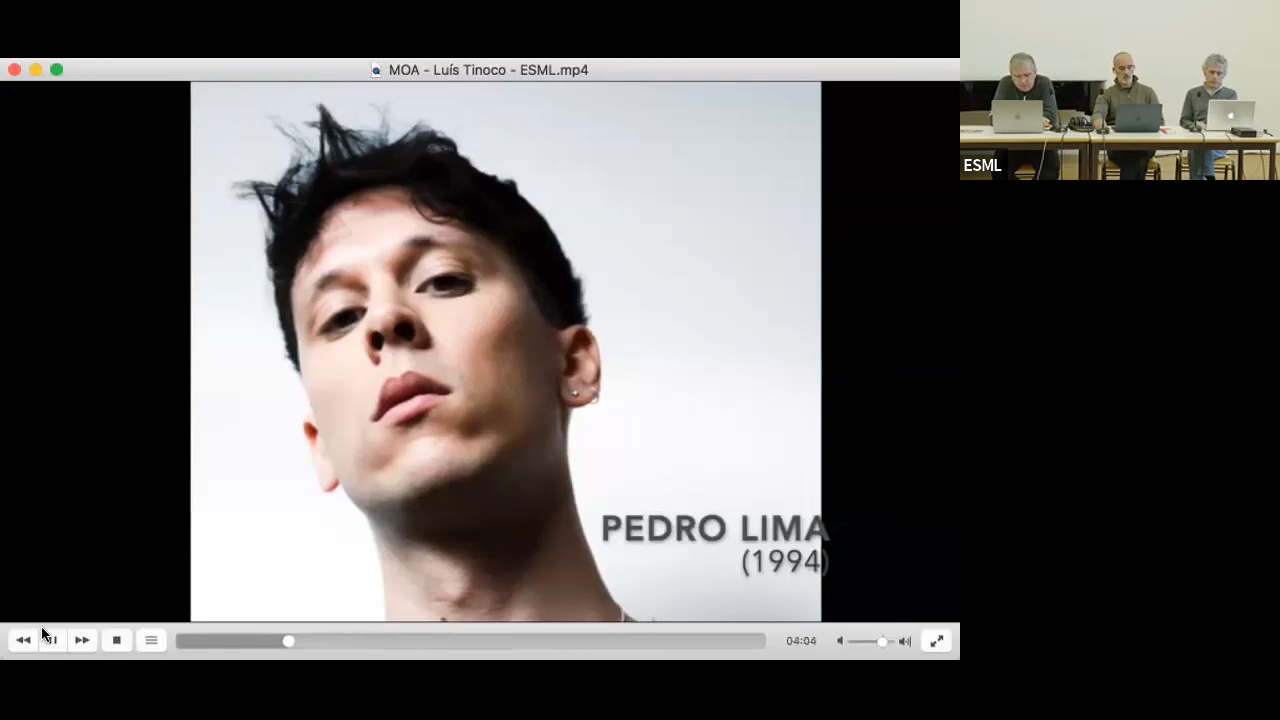 MOA - Luís Tinoco - ESML.mp4
ESML
PEDRO LIMA
(1994)
04:04